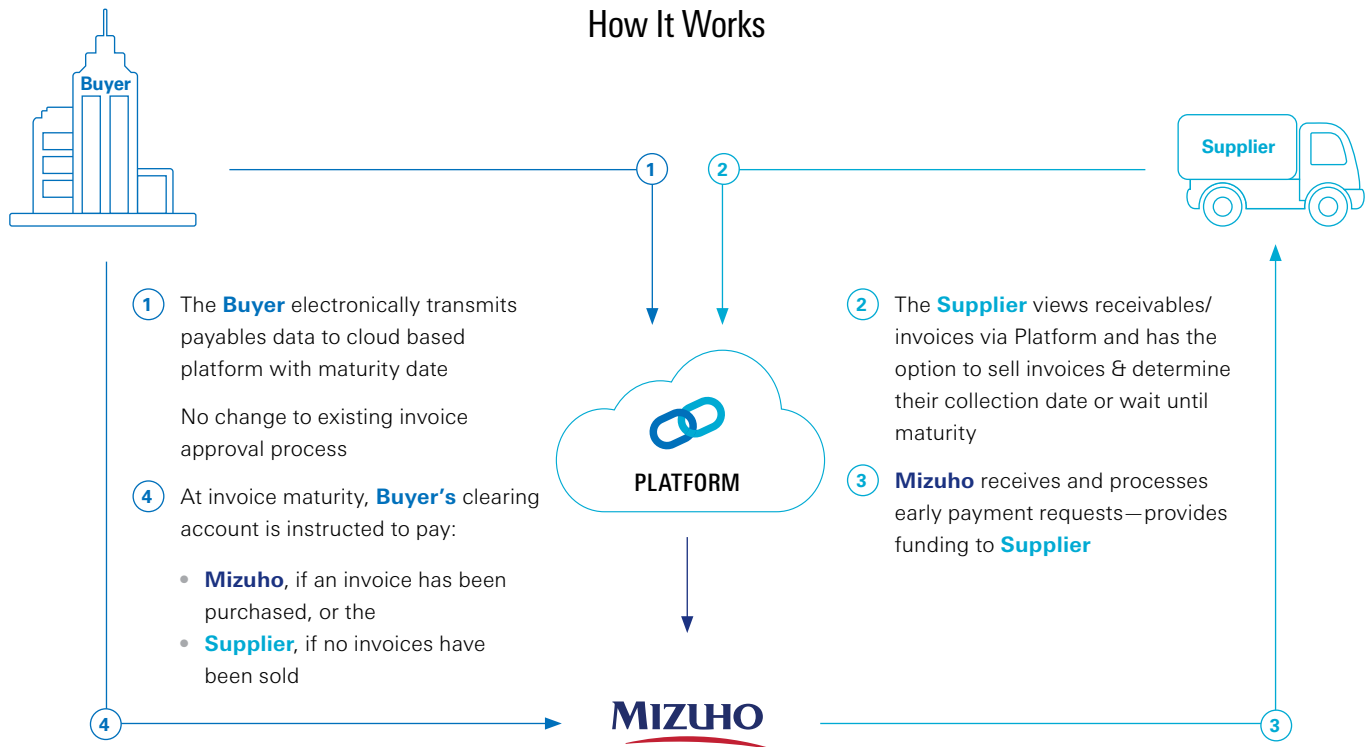 How It Works
Buyer
Supplier
1
2
1 The Buyer electronically transmits
payables data to cloud based
platform with maturity date
No change to existing invoice
approval process
4 At invoice maturity, Buyer's clearing
account is instructed to pay:
• Mizuho, if an invoice has been
purchased, or the
• Supplier, if no invoices have
been sold
PLATFORM
2 The Supplier views receivables/
invoices via Platform and has the
option to sell invoices & determine
their collection date or wait until
maturity
3 Mizuho receives and processes
early payment requests—provides
funding to Supplier
4
MIZUHO
3